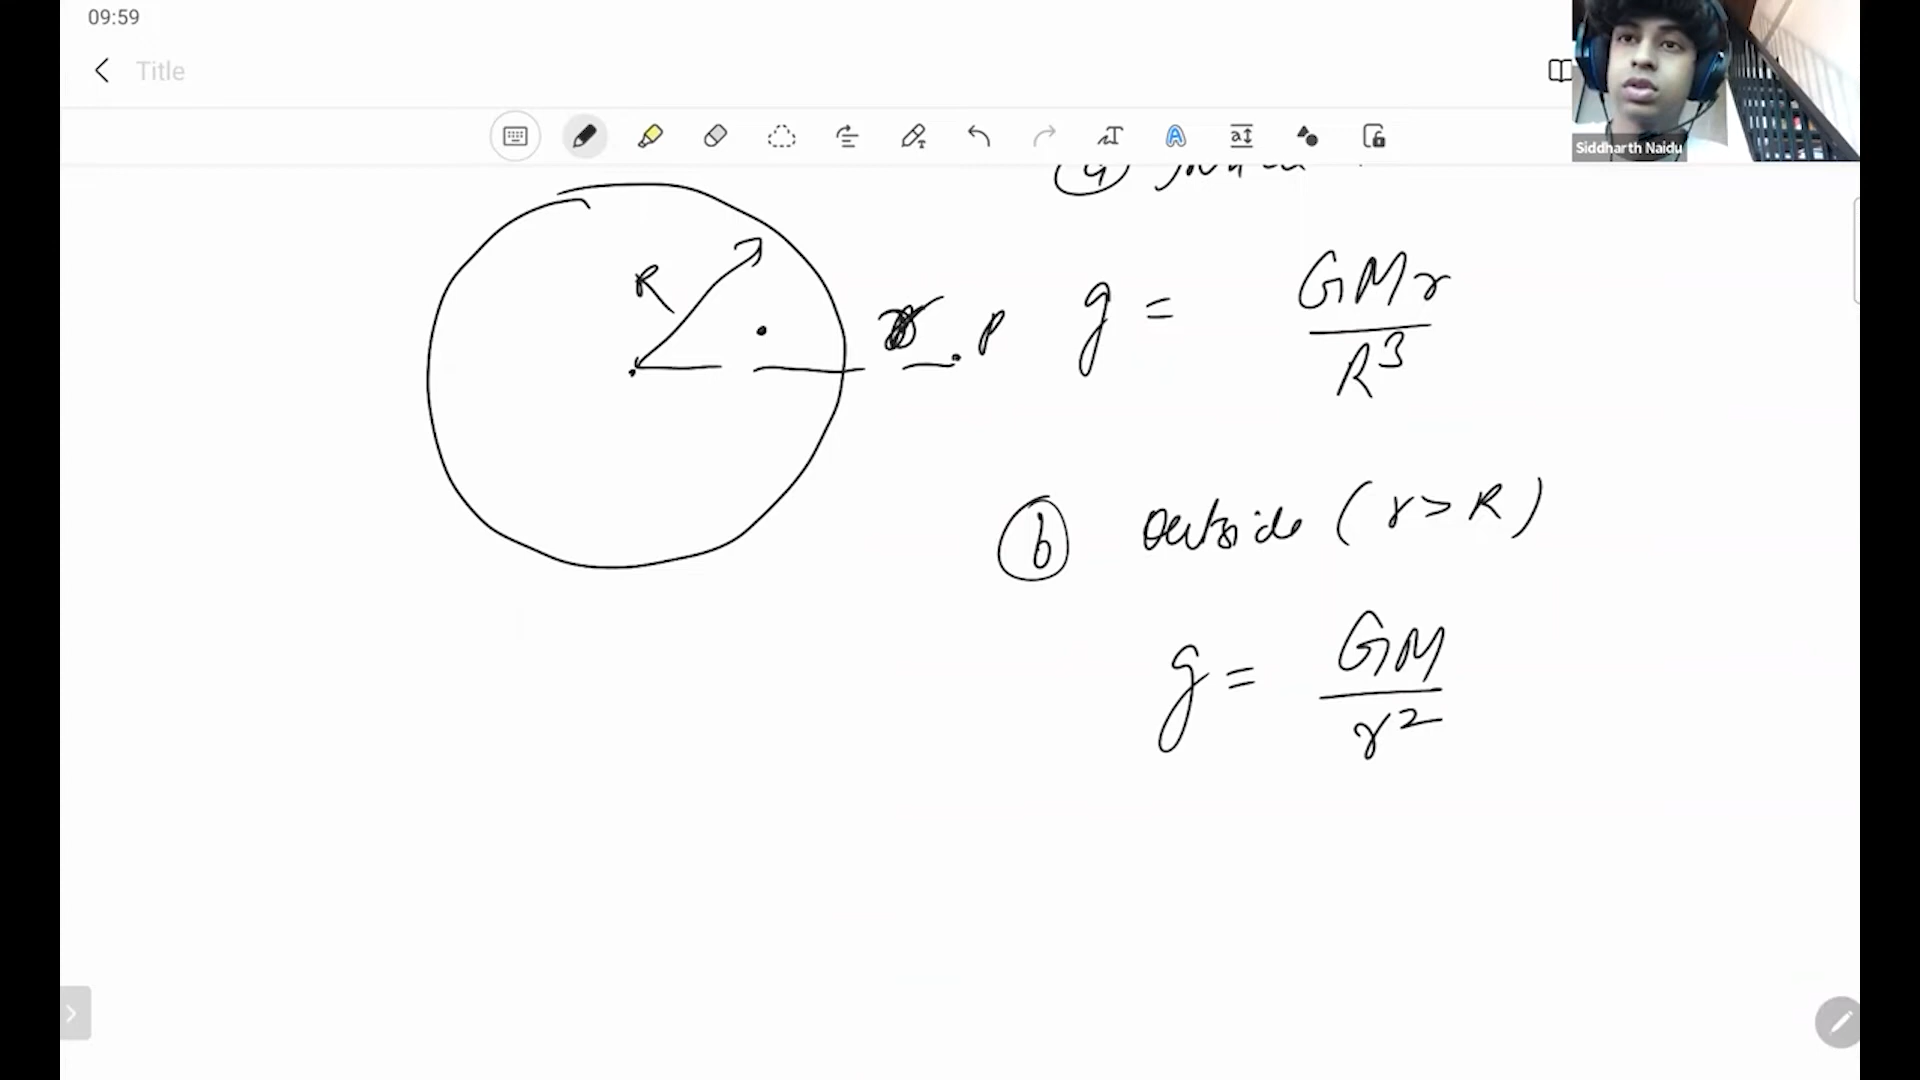 09:59
Title
Siddharth Naidu
R
P
g = GMr / R³
b outside (r > R)
g = GM / r²